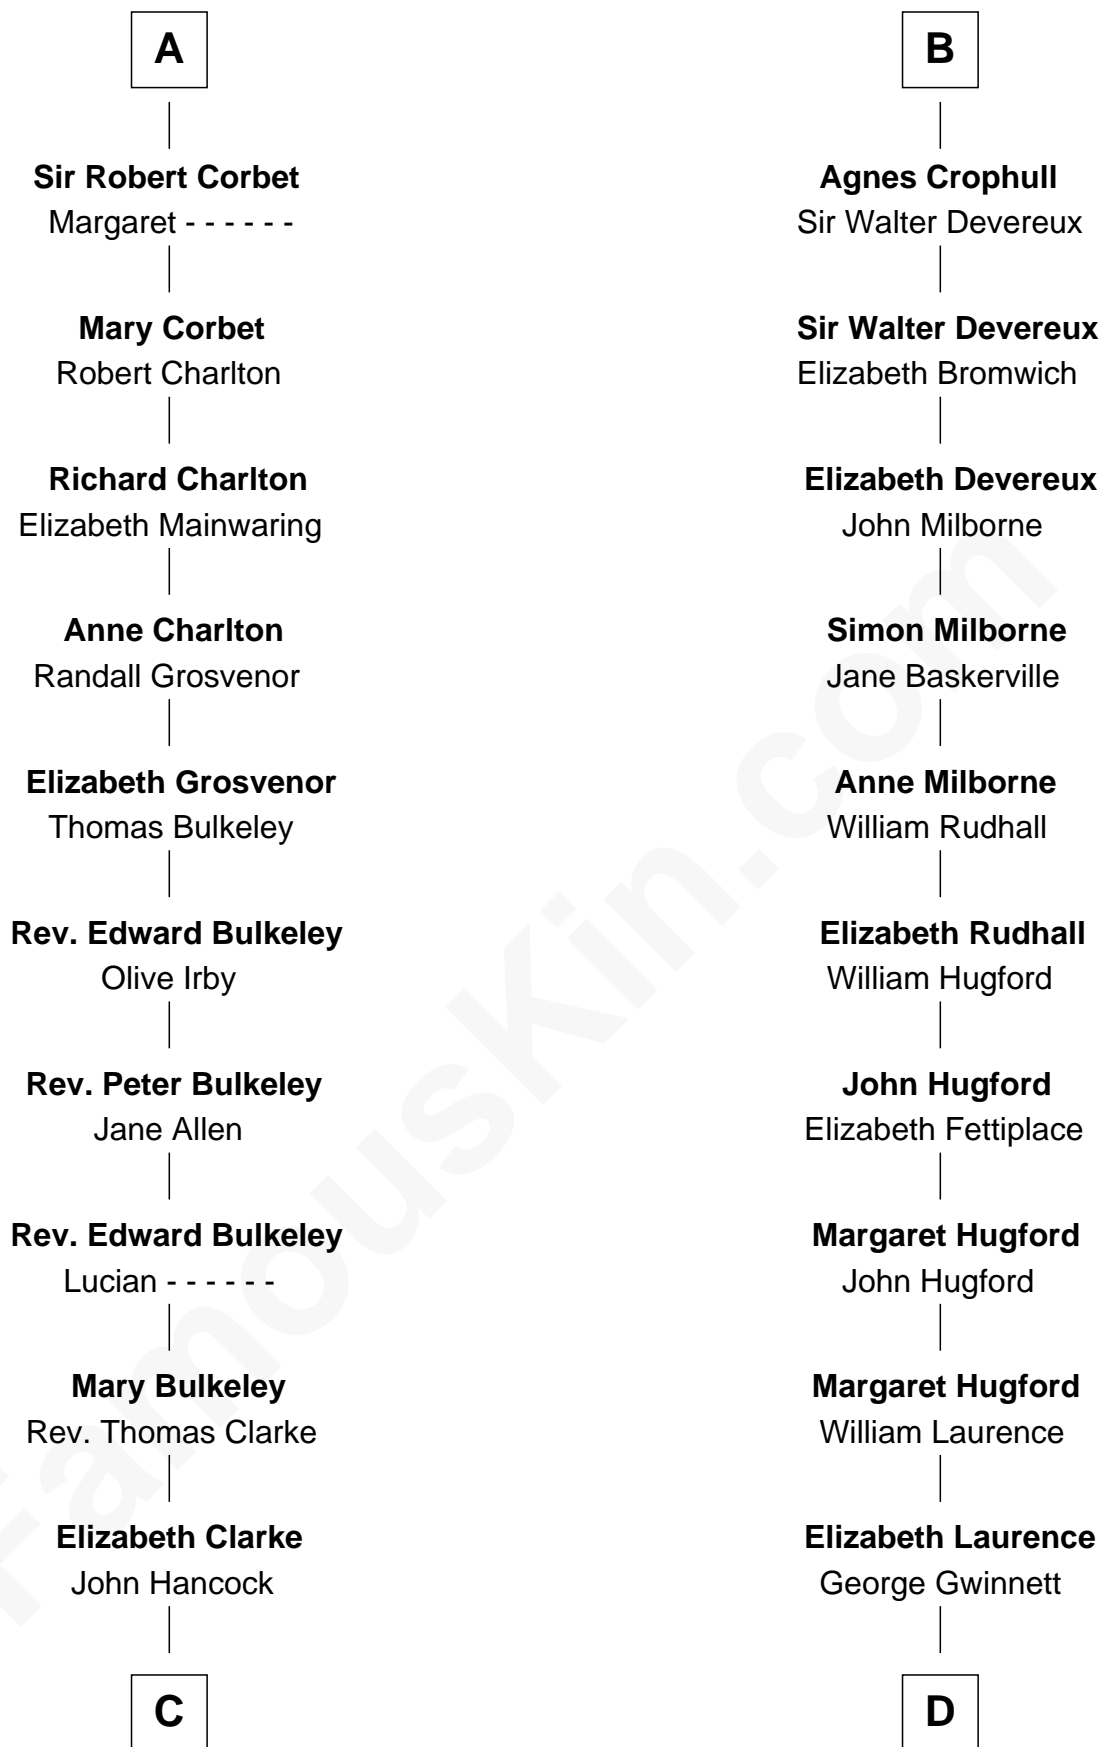 A
Sir Robert Corbet
Margaret - - - - - -
Mary Corbet
Robert Charlton
Richard Charlton
Elizabeth Mainwaring
Anne Charlton
Randall Grosvenor
Elizabeth Grosvenor
Thomas Bulkeley
Rev. Edward Bulkeley
Olive Irby
Rev. Peter Bulkeley
Jane Allen
Rev. Edward Bulkeley
Lucian - - - - - -
Mary Bulkeley
Rev. Thomas Clarke
Elizabeth Clarke
John Hancock
C
B
Agnes Crophull
Sir Walter Devereux
Sir Walter Devereux
Elizabeth Bromwich
Elizabeth Devereux
John Milborne
Simon Milborne
Jane Baskerville
Anne Milborne
William Rudhall
Elizabeth Rudhall
William Hugford
John Hugford
Elizabeth Fettiplace
Margaret Hugford
John Hugford
Margaret Hugford
William Laurence
Elizabeth Laurence
George Gwinnett
D
FamousKin.com